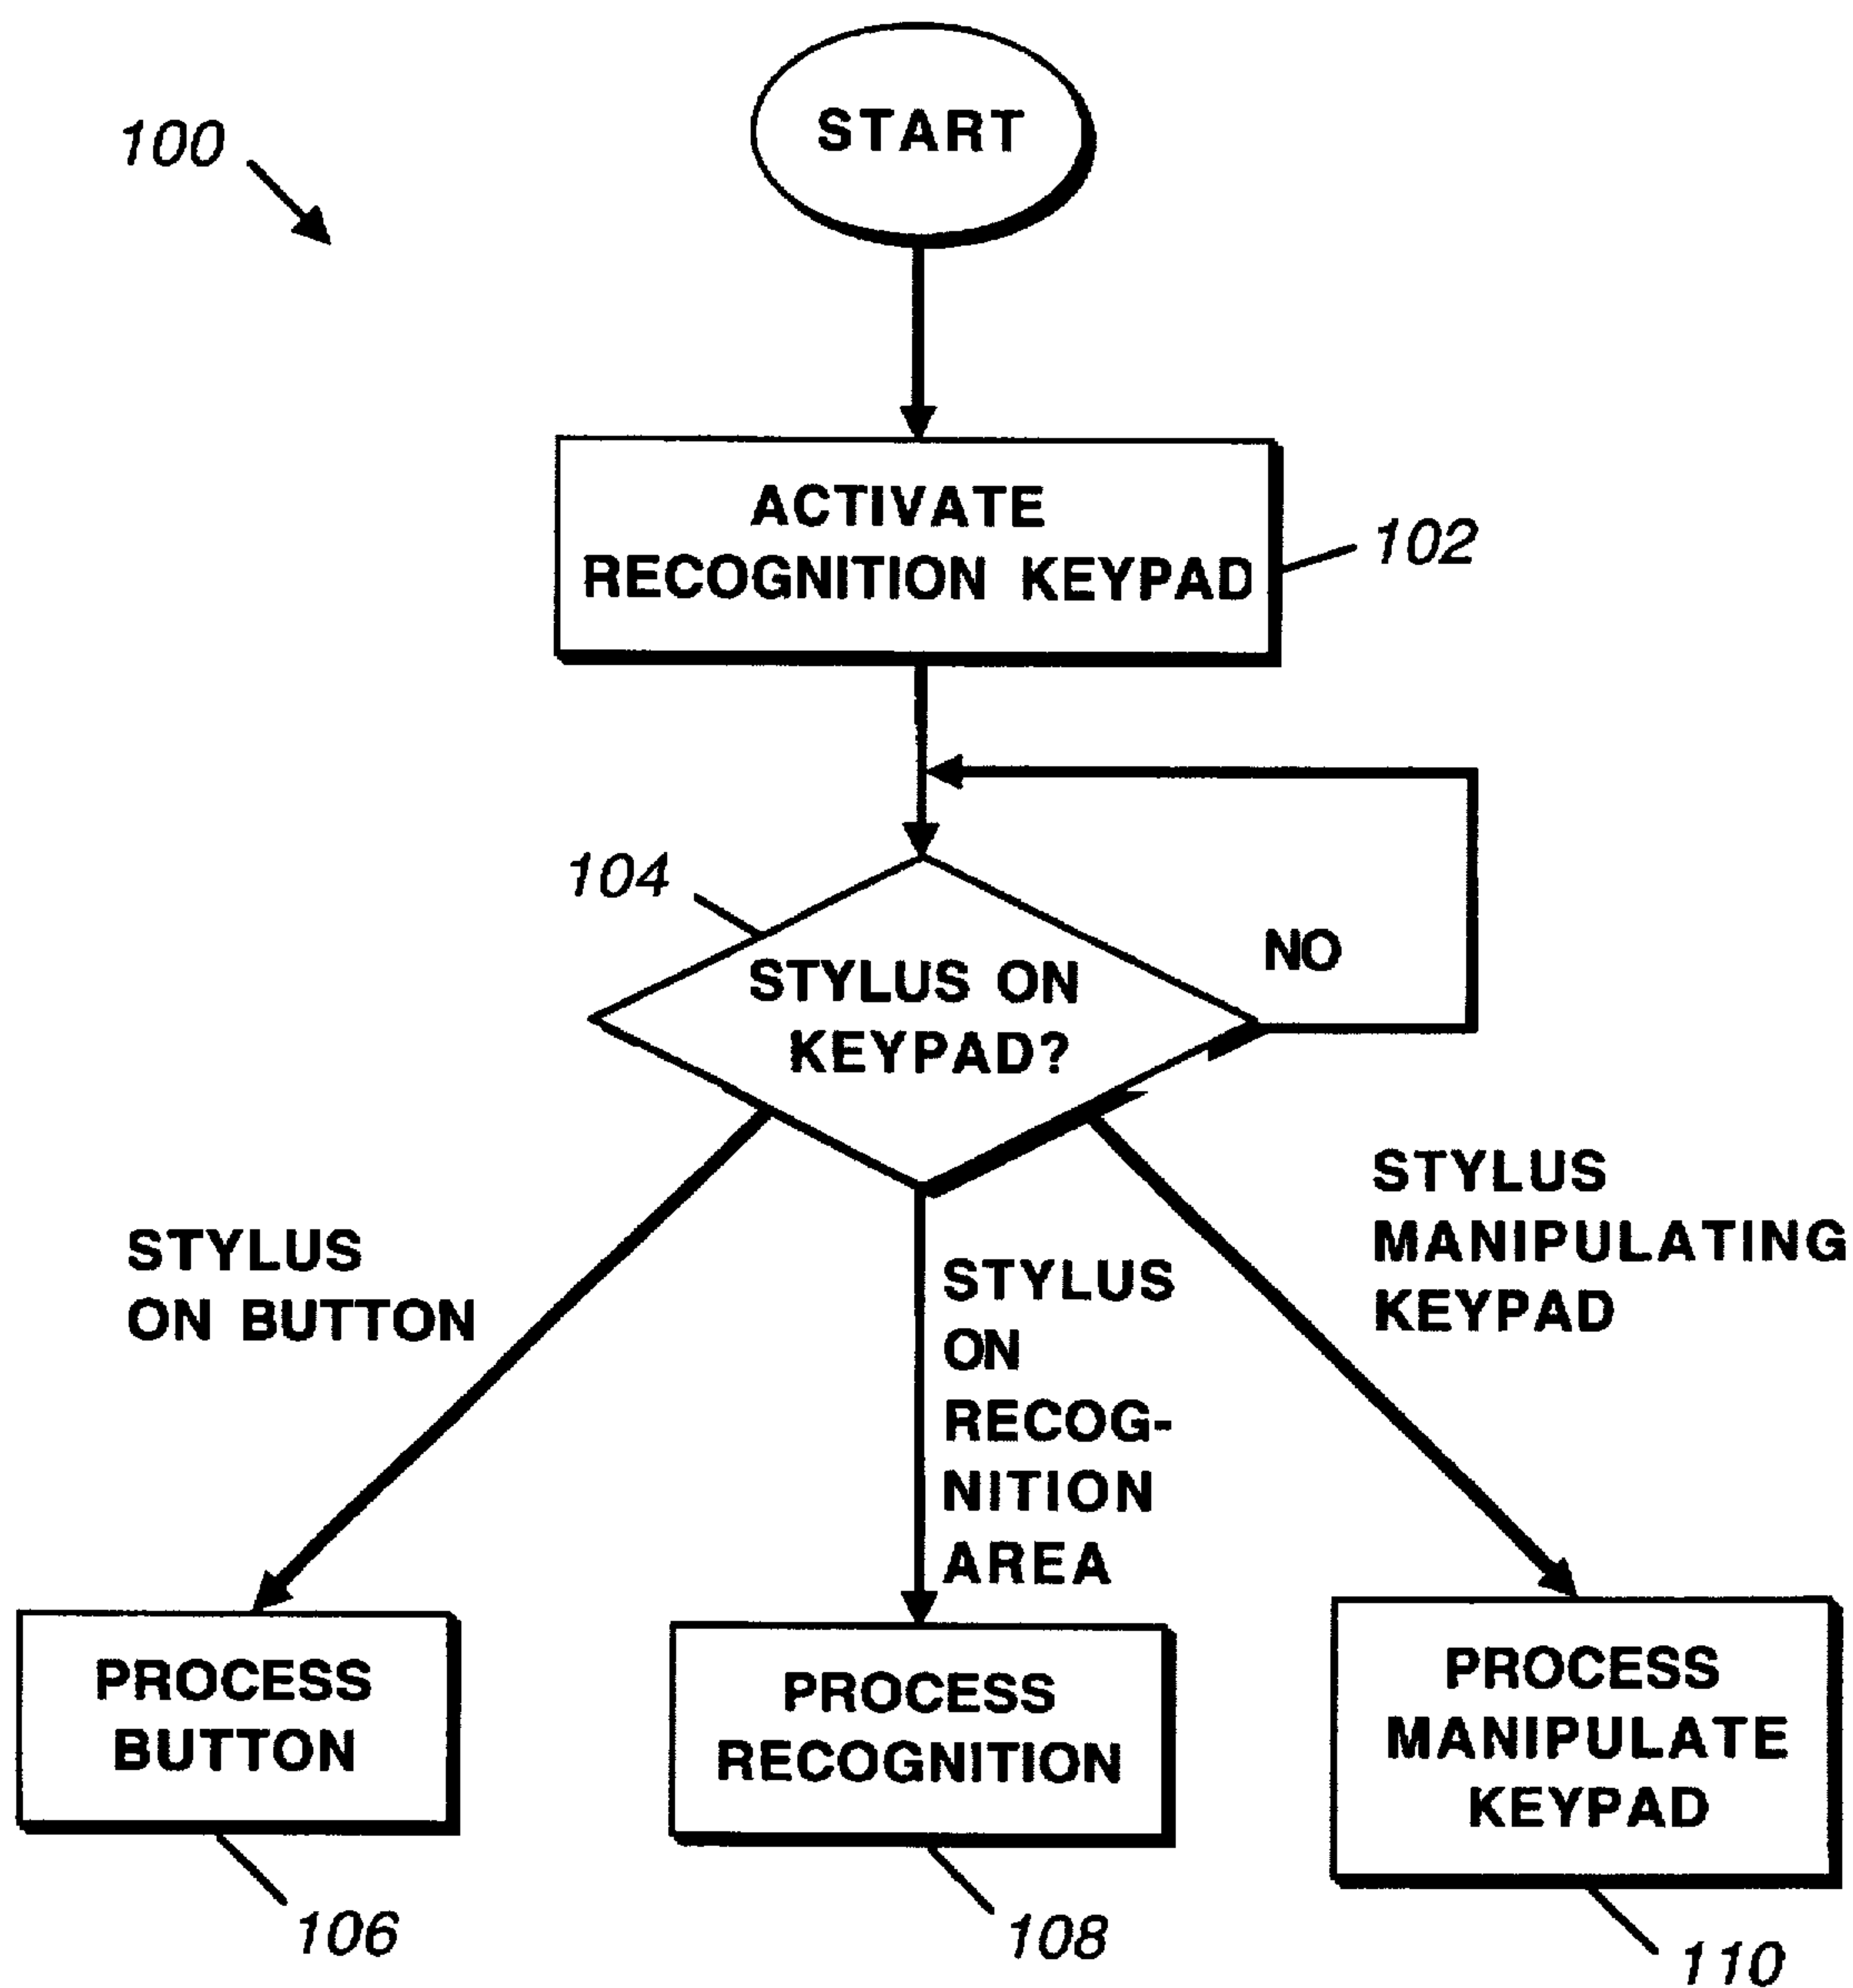 100
START
ACTIVATE
RECOGNITION KEYPAD
102
104
STYLUS ON
KEYPAD?
NO
STYLUS
ON BUTTON
STYLUS
ON
RECOG-
NITION
AREA
STYLUS
MANIPULATING
KEYPAD
PROCESS
BUTTON
106
PROCESS
RECOGNITION
108
PROCESS
MANIPULATE
KEYPAD
110